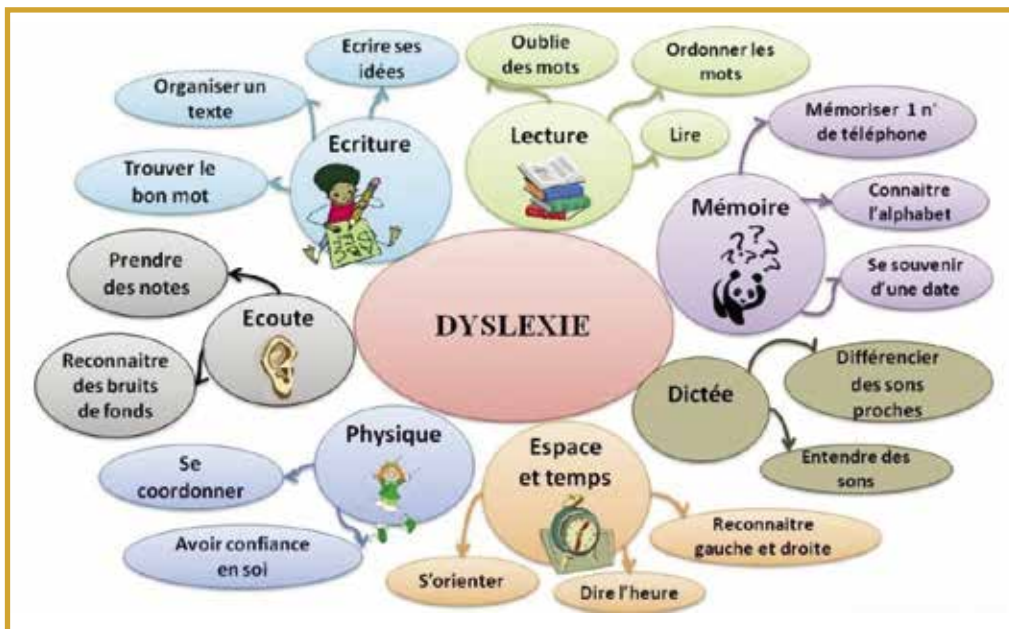 Ecrire ses
idées
Organiser un
texte
Trouver le
bon mot
Ecriture
Oublie
des mots
Ordonner les
mots
Lire
Lecture
Mémoriser 1 n°
de téléphone
Connaitre
l'alphabet
Se souvenir
d'une date
Mémoire
???
???
DYSLEXIE
Prendre
des notes
Reconnaitre
des bruits
de fonds
Ecoute
Différencier
des sons
proches
Entendre des
sons
Dictée
Physique
Se
coordonner
Avoir confiance
en soi
Espace
et temps
S'orienter
Dire l'heure
Reconnaitre
gauche et droite